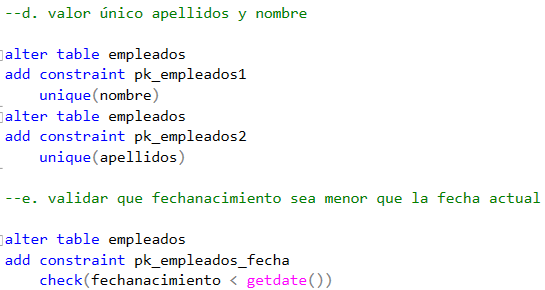 --d. valor único apellidos y nombre
alter table empleados
add constraint pk_empleados1
unique(nombre)
alter table empleados
add constraint pk_empleados2
unique(apellidos)
--e. validar que fechanacimiento sea menor que la fecha actual
alter table empleados
add constraint pk_empleados_fecha
check(fechanacimiento < getdate())